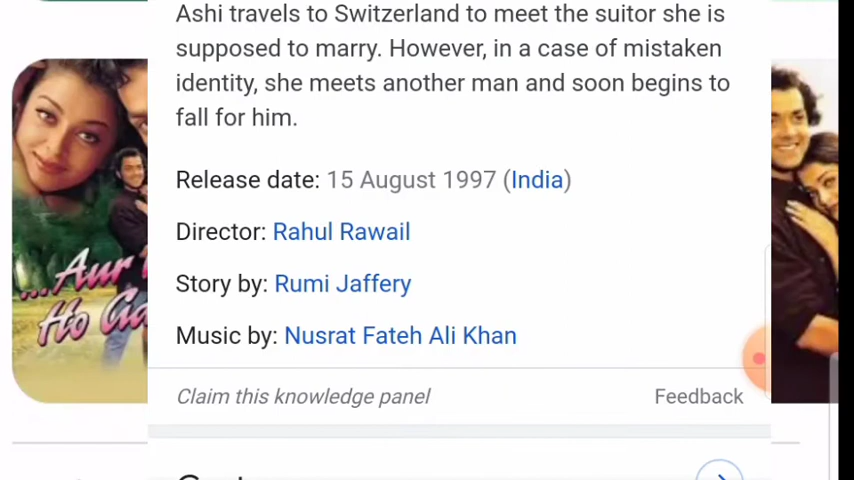 Ashi travels to Switzerland to meet the suitor she is
supposed to marry. However, in a case of mistaken
identity, she meets another man and soon begins to
fall for him.
Release date: 15 August 1997 (India)
Director: Rahul Rawail
Story by: Rumi Jaffery
Music by: Nusrat Fateh Ali Khan
...Aur
Ho Ga
Claim this knowledge panel
Feedback